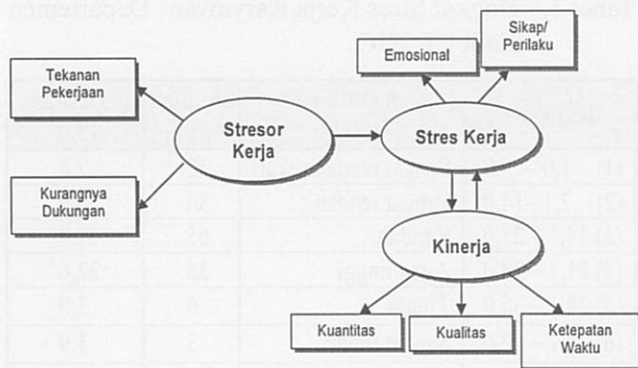 Tekanan
Pekerjaan
Kurangnya
Dukungan
Stresor
Kerja
Emosional
Sikap/
Perilaku
Stres Kerja
Kinerja
Kuantitas
Kualitas
Ketepatan
Waktu